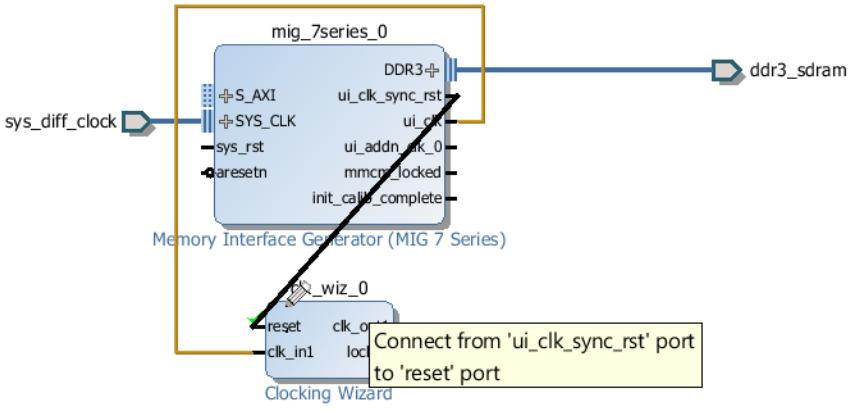 mig_7series_0
DDR3
S_AXI
ui_clk_sync_rst
sys_diff_clock
SYS_CLK
ui_clk
sys_rst
ui_addn_clk_0
aresetn
mmcm_locked
init_calib_complete
ddr3_sdram
Memory Interface Generator (MIG 7 Series)
_wiz_0
reset
clk_out1
clk_in1
Connect from 'ui_clk_sync_rst' port
to 'reset' port
Clocking Wizard